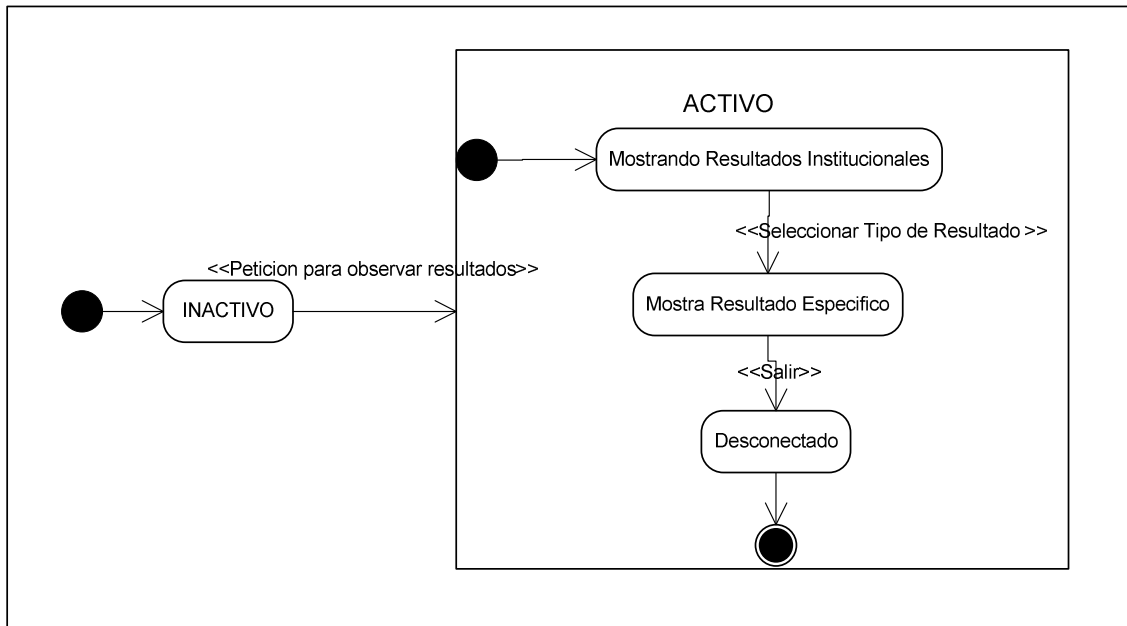 ACTIVO
Mostrando Resultados Institucionales
<<Seleccionar Tipo de Resultado >>
<<Peticion para observar resultados>>
INACTIVO
Mostra Resultado Especifico
<<Salir>>
Desconectado